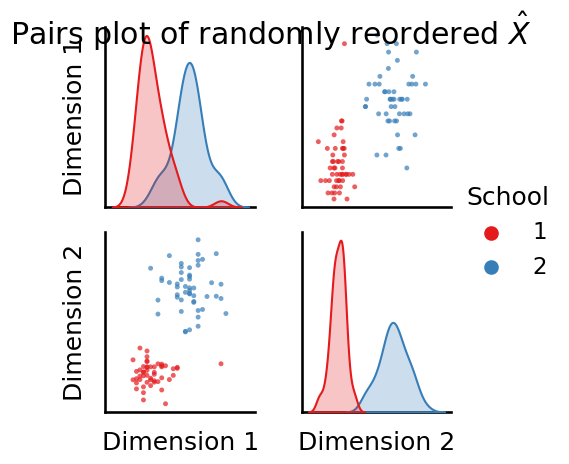 Pairs plot of randomly reordered X̂
Dimension 1
School
1
2
Dimension 2
Dimension 1
Dimension 2